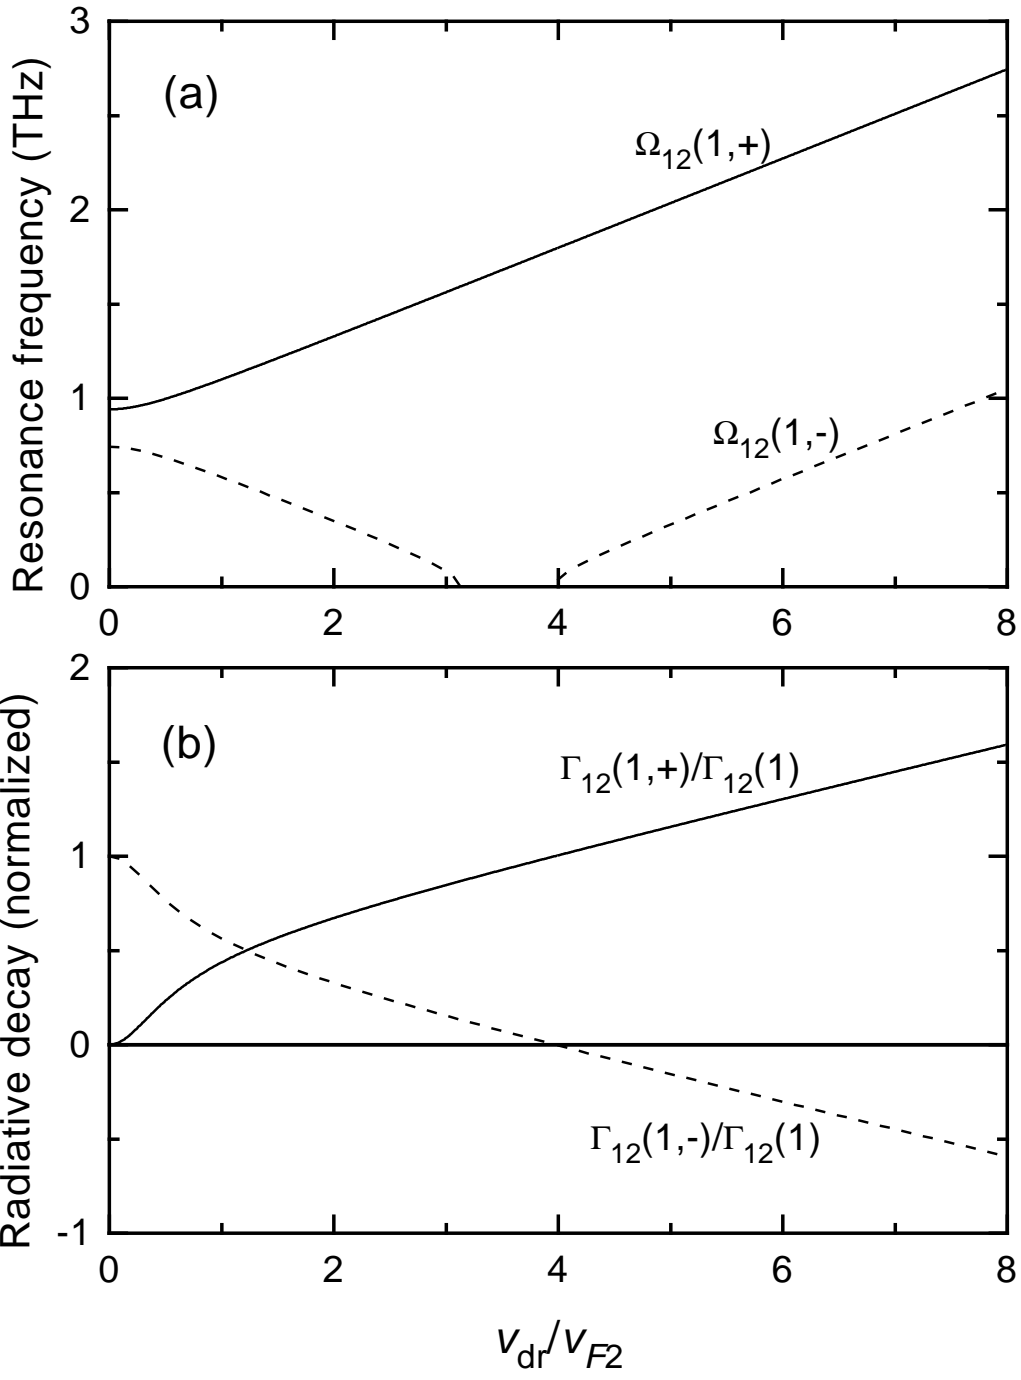 3
(a)
Ω12(1,+)
2
Resonance frequency (THz)
1
Ω12(1,-)
0
0 2 4 6 8
2
(b)
Γ12(1,+)/Γ12(1)
1
Radiative decay (normalized)
0
Γ12(1,-)/Γ12(1)
-1
0 2 4 6 8
vdr/vF2